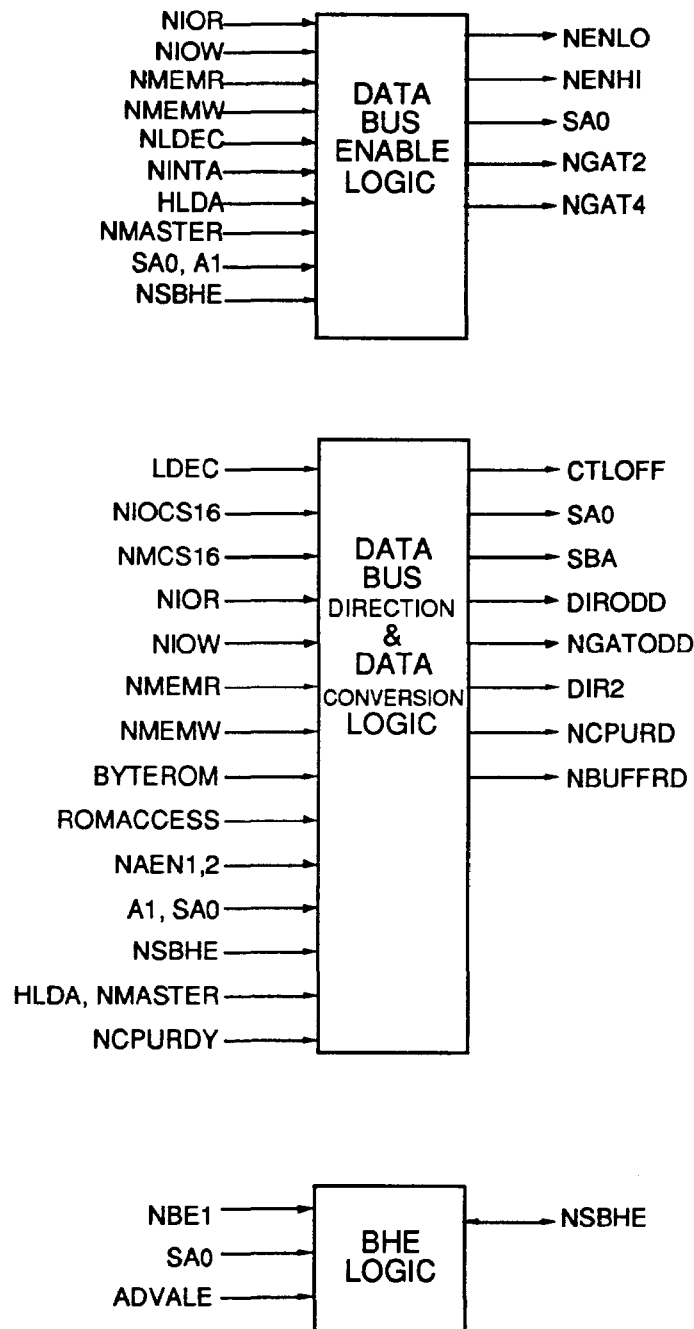 NIOR
NIOW
NMEMR
NMEMW
NLDEC
NINTA
HLDA
NMASTER
SA0, A1
NSBHE
DATA
BUS
ENABLE
LOGIC
NENLO
NENHI
SA0
NGAT2
NGAT4
LDEC
NIOCS16
NMCS16
NIOR
NIOW
NMEMR
NMEMW
BYTEROM
ROMACCESS
NAEN1,2
A1, SA0
NSBHE
HLDA, NMASTER
NCPURDY
DATA
BUS
DIRECTION
&
DATA
CONVERSION
LOGIC
CTLOFF
SA0
SBA
DIRODD
NGATODD
DIR2
NCPURD
NBUFFRD
NBE1
SA0
ADVALE
BHE
LOGIC
NSBHE